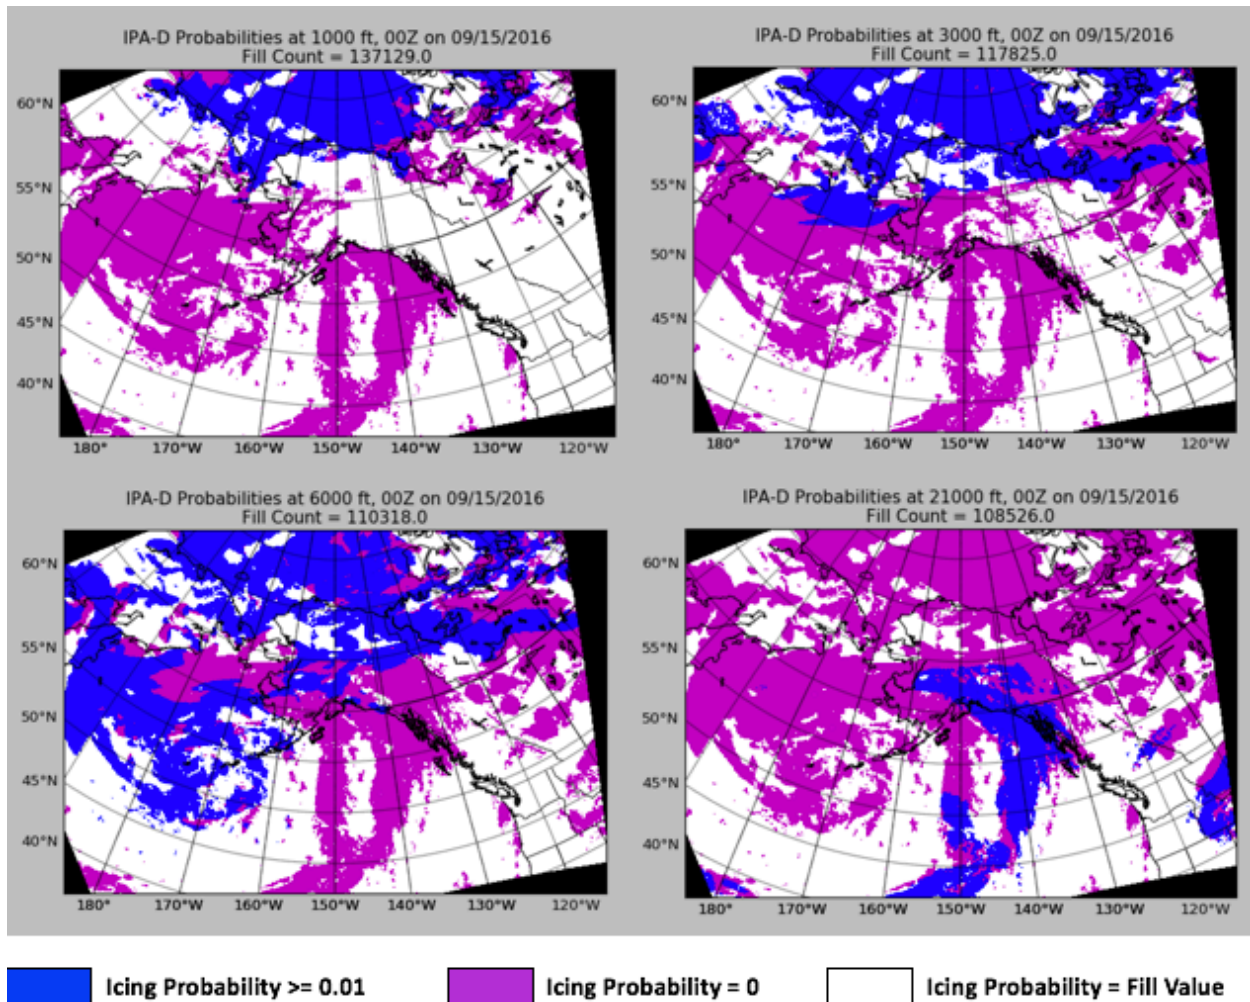 IPA-D Probabilities at 1000 ft, 00Z on 09/15/2016
Fill Count = 137129.0
60°N
55°N
50°N
45°N
40°N
180°
170°W
160°W
150°W
140°W
130°W
120°W
IPA-D Probabilities at 3000 ft, 00Z on 09/15/2016
Fill Count = 117825.0
60°N
55°N
50°N
45°N
40°N
180°
170°W
160°W
150°W
140°W
130°W
120°W
IPA-D Probabilities at 6000 ft, 00Z on 09/15/2016
Fill Count = 110318.0
60°N
55°N
50°N
45°N
40°N
180°
170°W
160°W
150°W
140°W
130°W
120°W
IPA-D Probabilities at 21000 ft, 00Z on 09/15/2016
Fill Count = 108526.0
60°N
55°N
50°N
45°N
40°N
180°
170°W
160°W
150°W
140°W
130°W
120°W
Icing Probability >= 0.01
Icing Probability = 0
Icing Probability = Fill Value